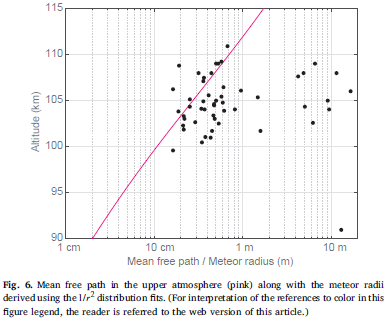 115
110
105
100
95
90
Altitude (km)
1 cm 10 cm 1 m 10 m
Mean free path / Meteor radius (m)
Fig. 6. Mean free path in the upper atmosphere (pink) along with the meteor radii
derived using the 1/r² distribution fits. (For interpretation of the references to color in this
figure legend, the reader is referred to the web version of this article.)